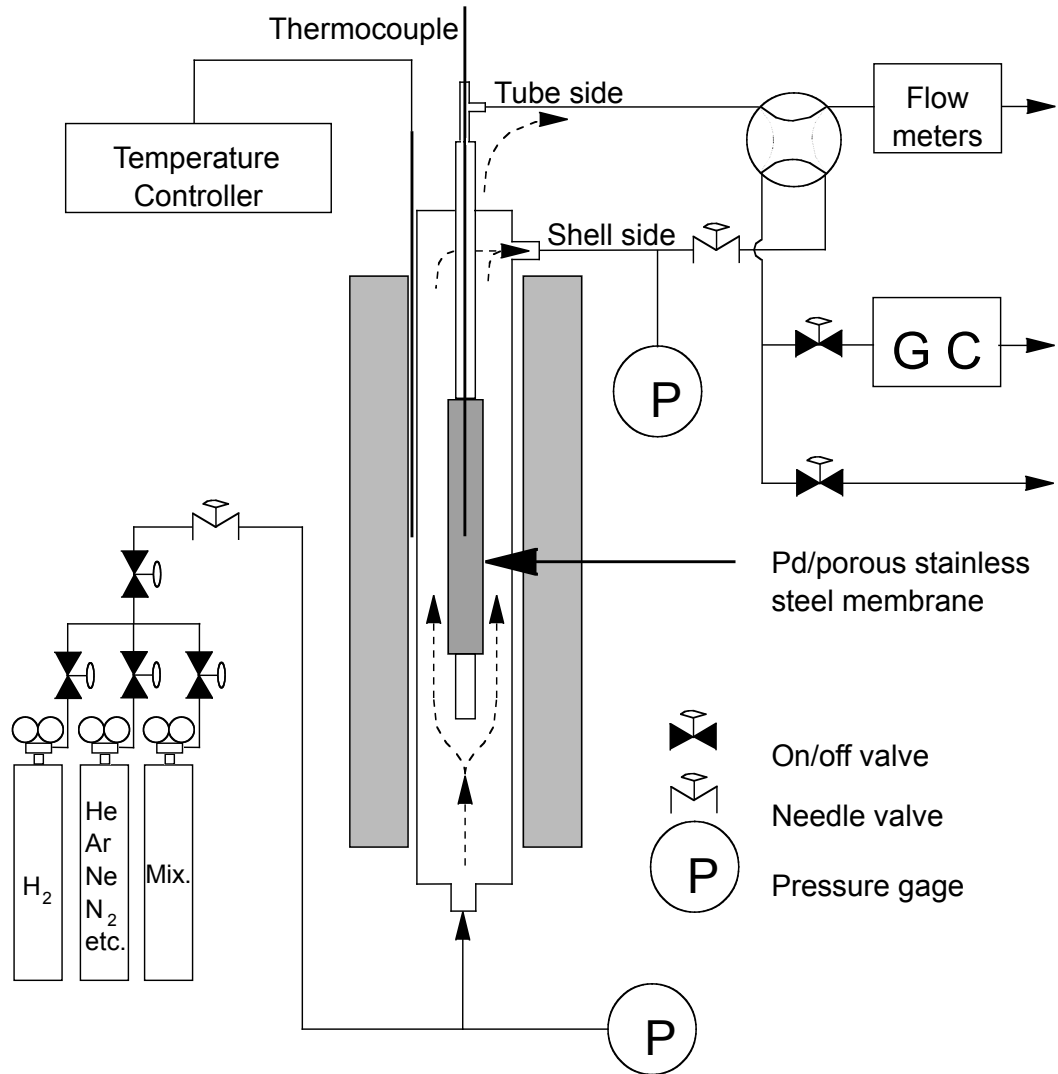 Thermocouple
Tube side
Flow
meters
Temperature
Controller
Shell side
G C
P
Pd/porous stainless
steel membrane
On/off valve
He
Ar
Ne
N2
etc.
H2
Mix.
Needle valve
P
Pressure gage
P